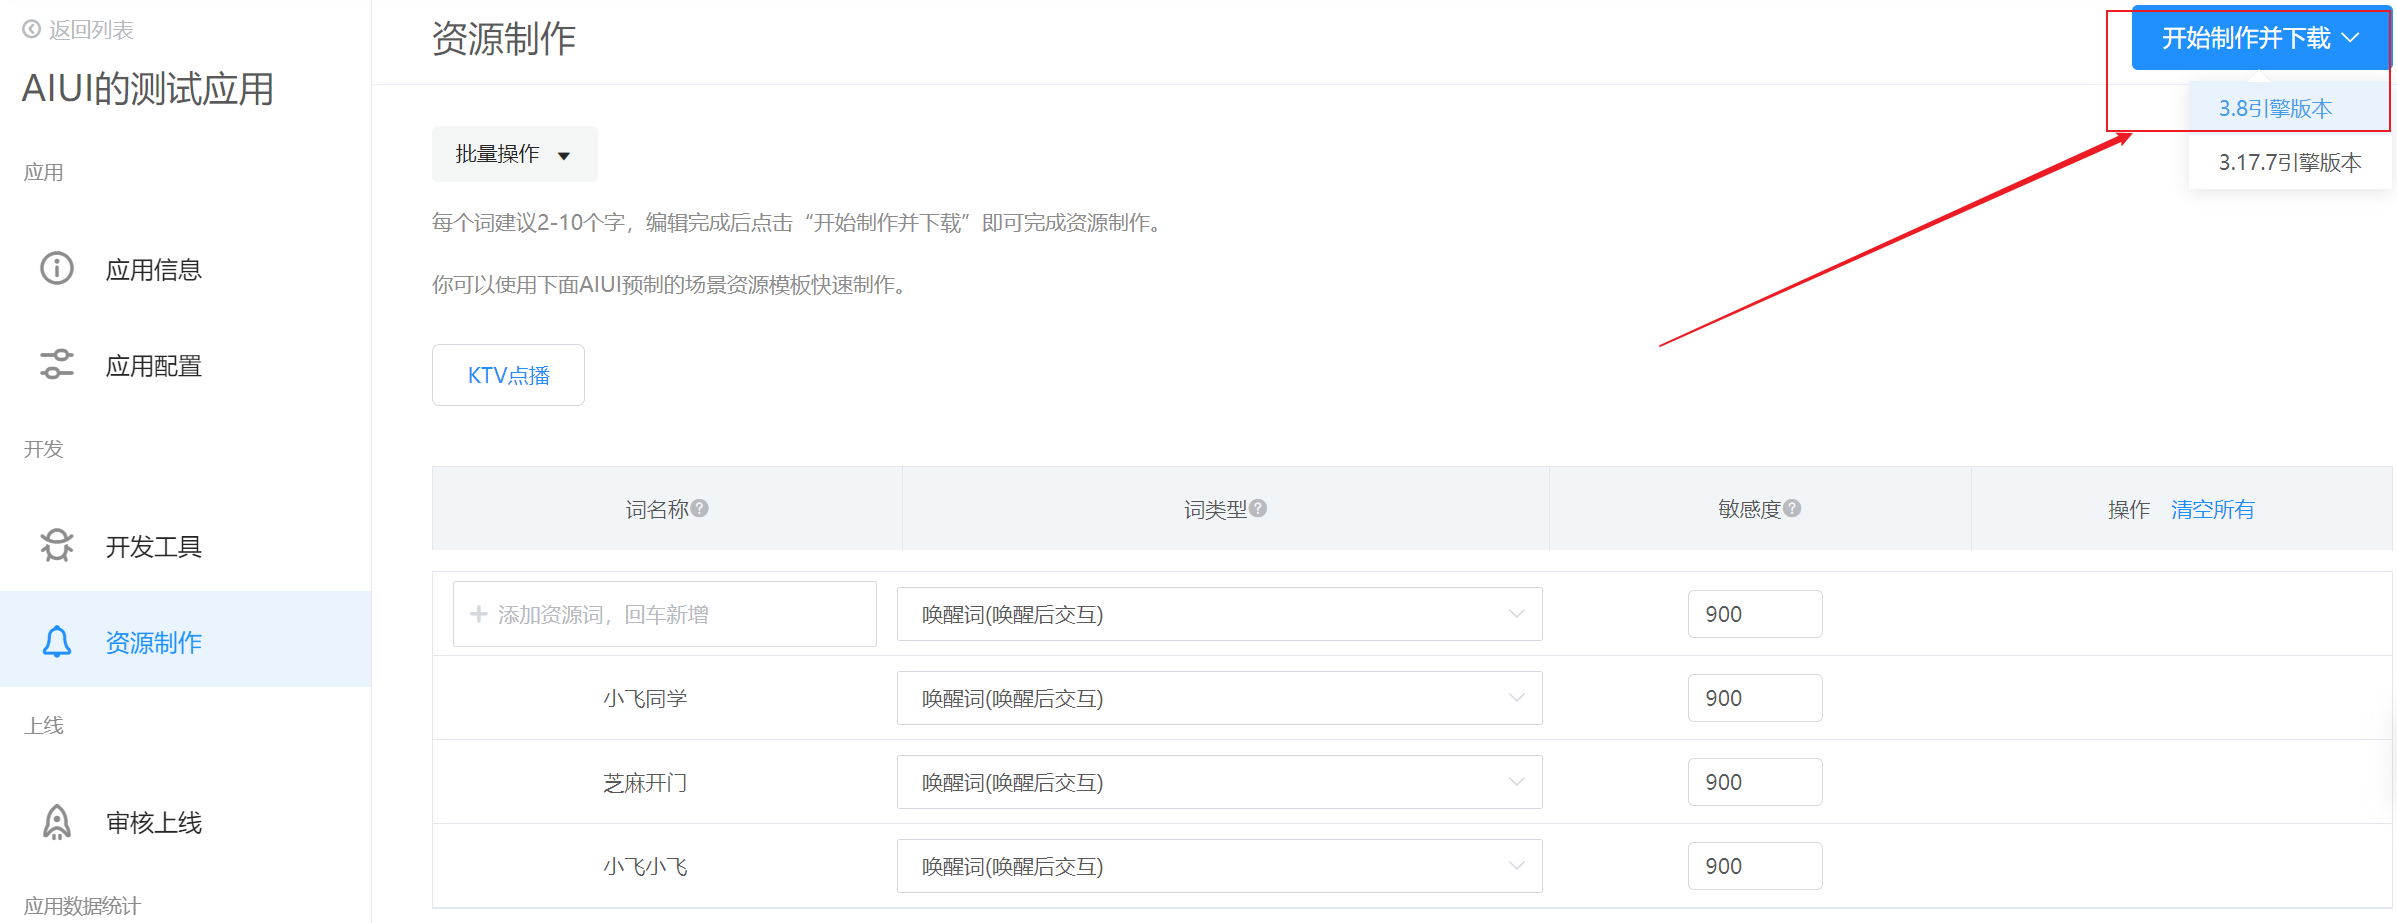 返回列表
AIUI的测试应用
应用
应用信息
应用配置
开发
开发工具
资源制作
上线
审核上线
应用数据统计
资源制作
开始制作并下载
3.8引擎版本
3.17.7引擎版本
批量操作
每个词建议2-10个字，编辑完成后点击“开始制作并下载”即可完成资源制作。
你可以使用下面AIUI预制的场景资源模板快速制作。
KTV点播
词名称 词类型 敏感度 操作 清空所有
添加资源词，回车新增 唤醒词(唤醒后交互) 900
小飞同学 唤醒词(唤醒后交互) 900
芝麻开门 唤醒词(唤醒后交互) 900
小飞小飞 唤醒词(唤醒后交互) 900